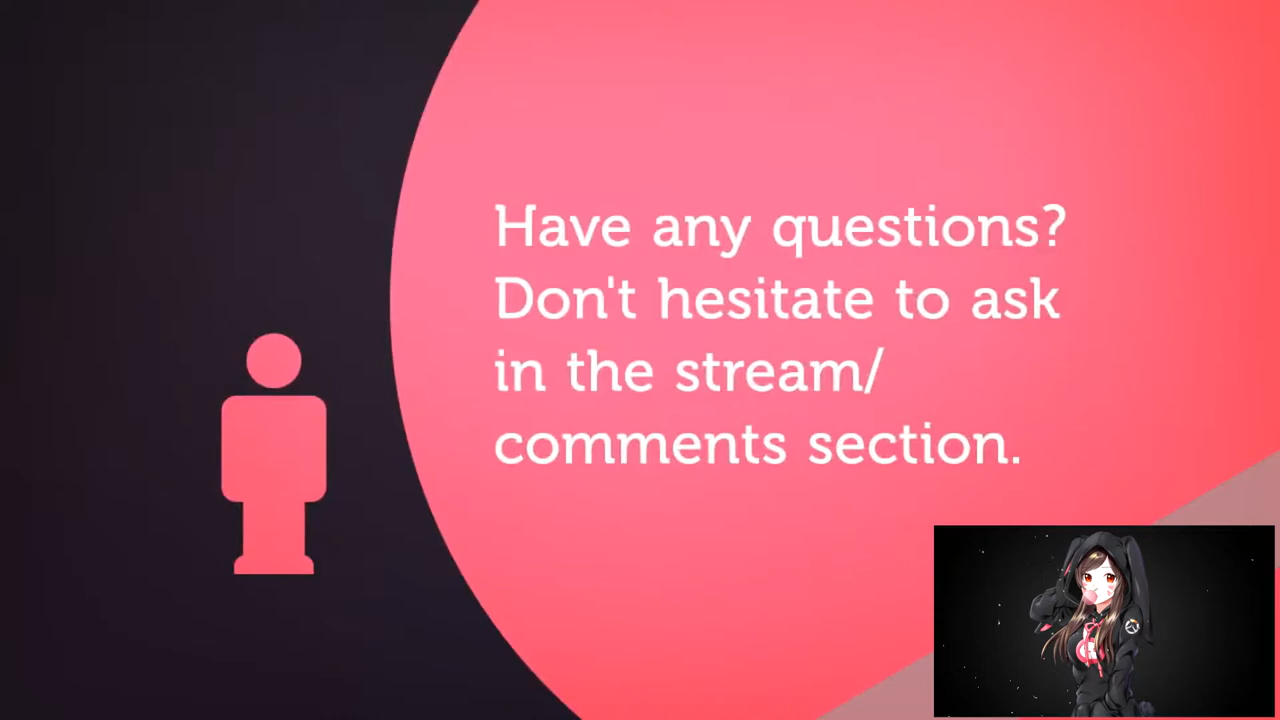 Have any questions?
Don't hesitate to ask
in the stream/
comments section.